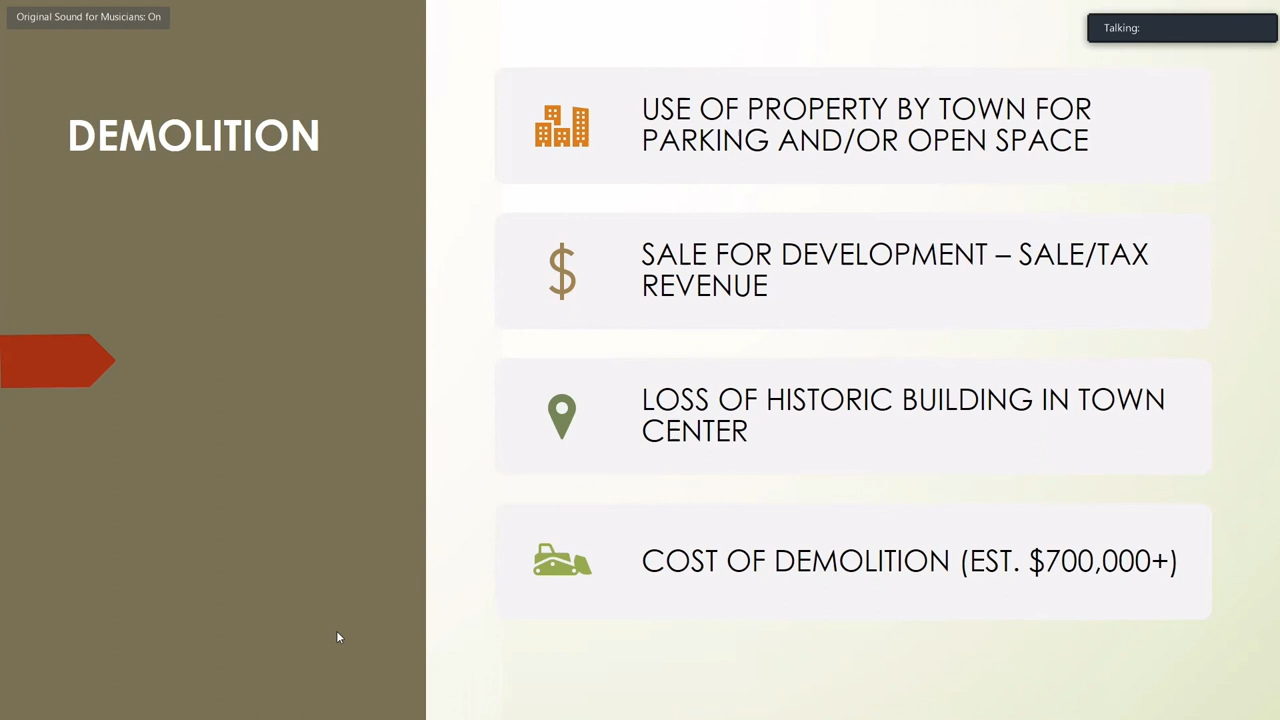 Original Sound for Musicians: On
Talking:
DEMOLITION
USE OF PROPERTY BY TOWN FOR
PARKING AND/OR OPEN SPACE
SALE FOR DEVELOPMENT – SALE/TAX
REVENUE
LOSS OF HISTORIC BUILDING IN TOWN
CENTER
COST OF DEMOLITION (EST. $700,000+)